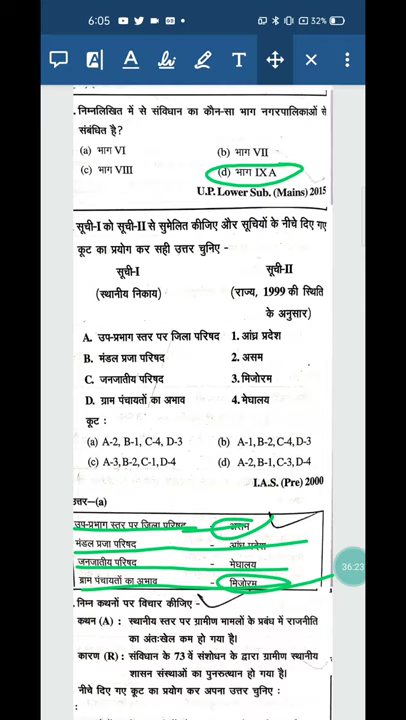 6:05
32%
A A T
. निम्नलिखित में से संविधान का कौन-सा भाग नगरपालिकाओं से
संबंधित है?
(a) भाग VI (b) भाग VII
(c) भाग VIII (d) भाग IX A
U.P. Lower Sub. (Mains) 2015
सूची-I को सूची-II से सुमेलित कीजिए और सूचियों के नीचे दिए गए
कूट का प्रयोग कर सही उत्तर चुनिए -
सूची-I सूची-II
(स्थानीय निकाय) (राज्य, 1999 की स्थिति
के अनुसार)
A. उप-प्रभाग स्तर पर जिला परिषद 1. आंध्र प्रदेश
B. मंडल प्रजा परिषद 2. असम
C. जनजातीय परिषद 3. मिजोरम
D. ग्राम पंचायतों का अभाव 4. मेघालय
कूट :
(a) A-2, B-1, C-4, D-3 (b) A-1, B-2, C-4, D-3
(c) A-3, B-2, C-1, D-4 (d) A-2, B-1, C-3, D-4
I.A.S. (Pre) 2000
उत्तर—(a)
उप-प्रभाग स्तर पर जिला परिषद - असम
मंडल प्रजा परिषद - आंध्र प्रदेश
जनजातीय परिषद - मेघालय
ग्राम पंचायतों का अभाव - मिजोरम
36:23
. निम्न कथनों पर विचार कीजिए -
कथन (A) : स्थानीय स्तर पर ग्रामीण मामलों के प्रबंध में राजनीति
का अंतःखेल कम हो गया है।
कारण (R) : संविधान के 73 वें संशोधन के द्वारा ग्रामीण स्थानीय
शासन संस्थाओं का पुनरुत्थान हो गया है।
नीचे दिए गए कूट का प्रयोग कर अपना उत्तर चुनिए :
: